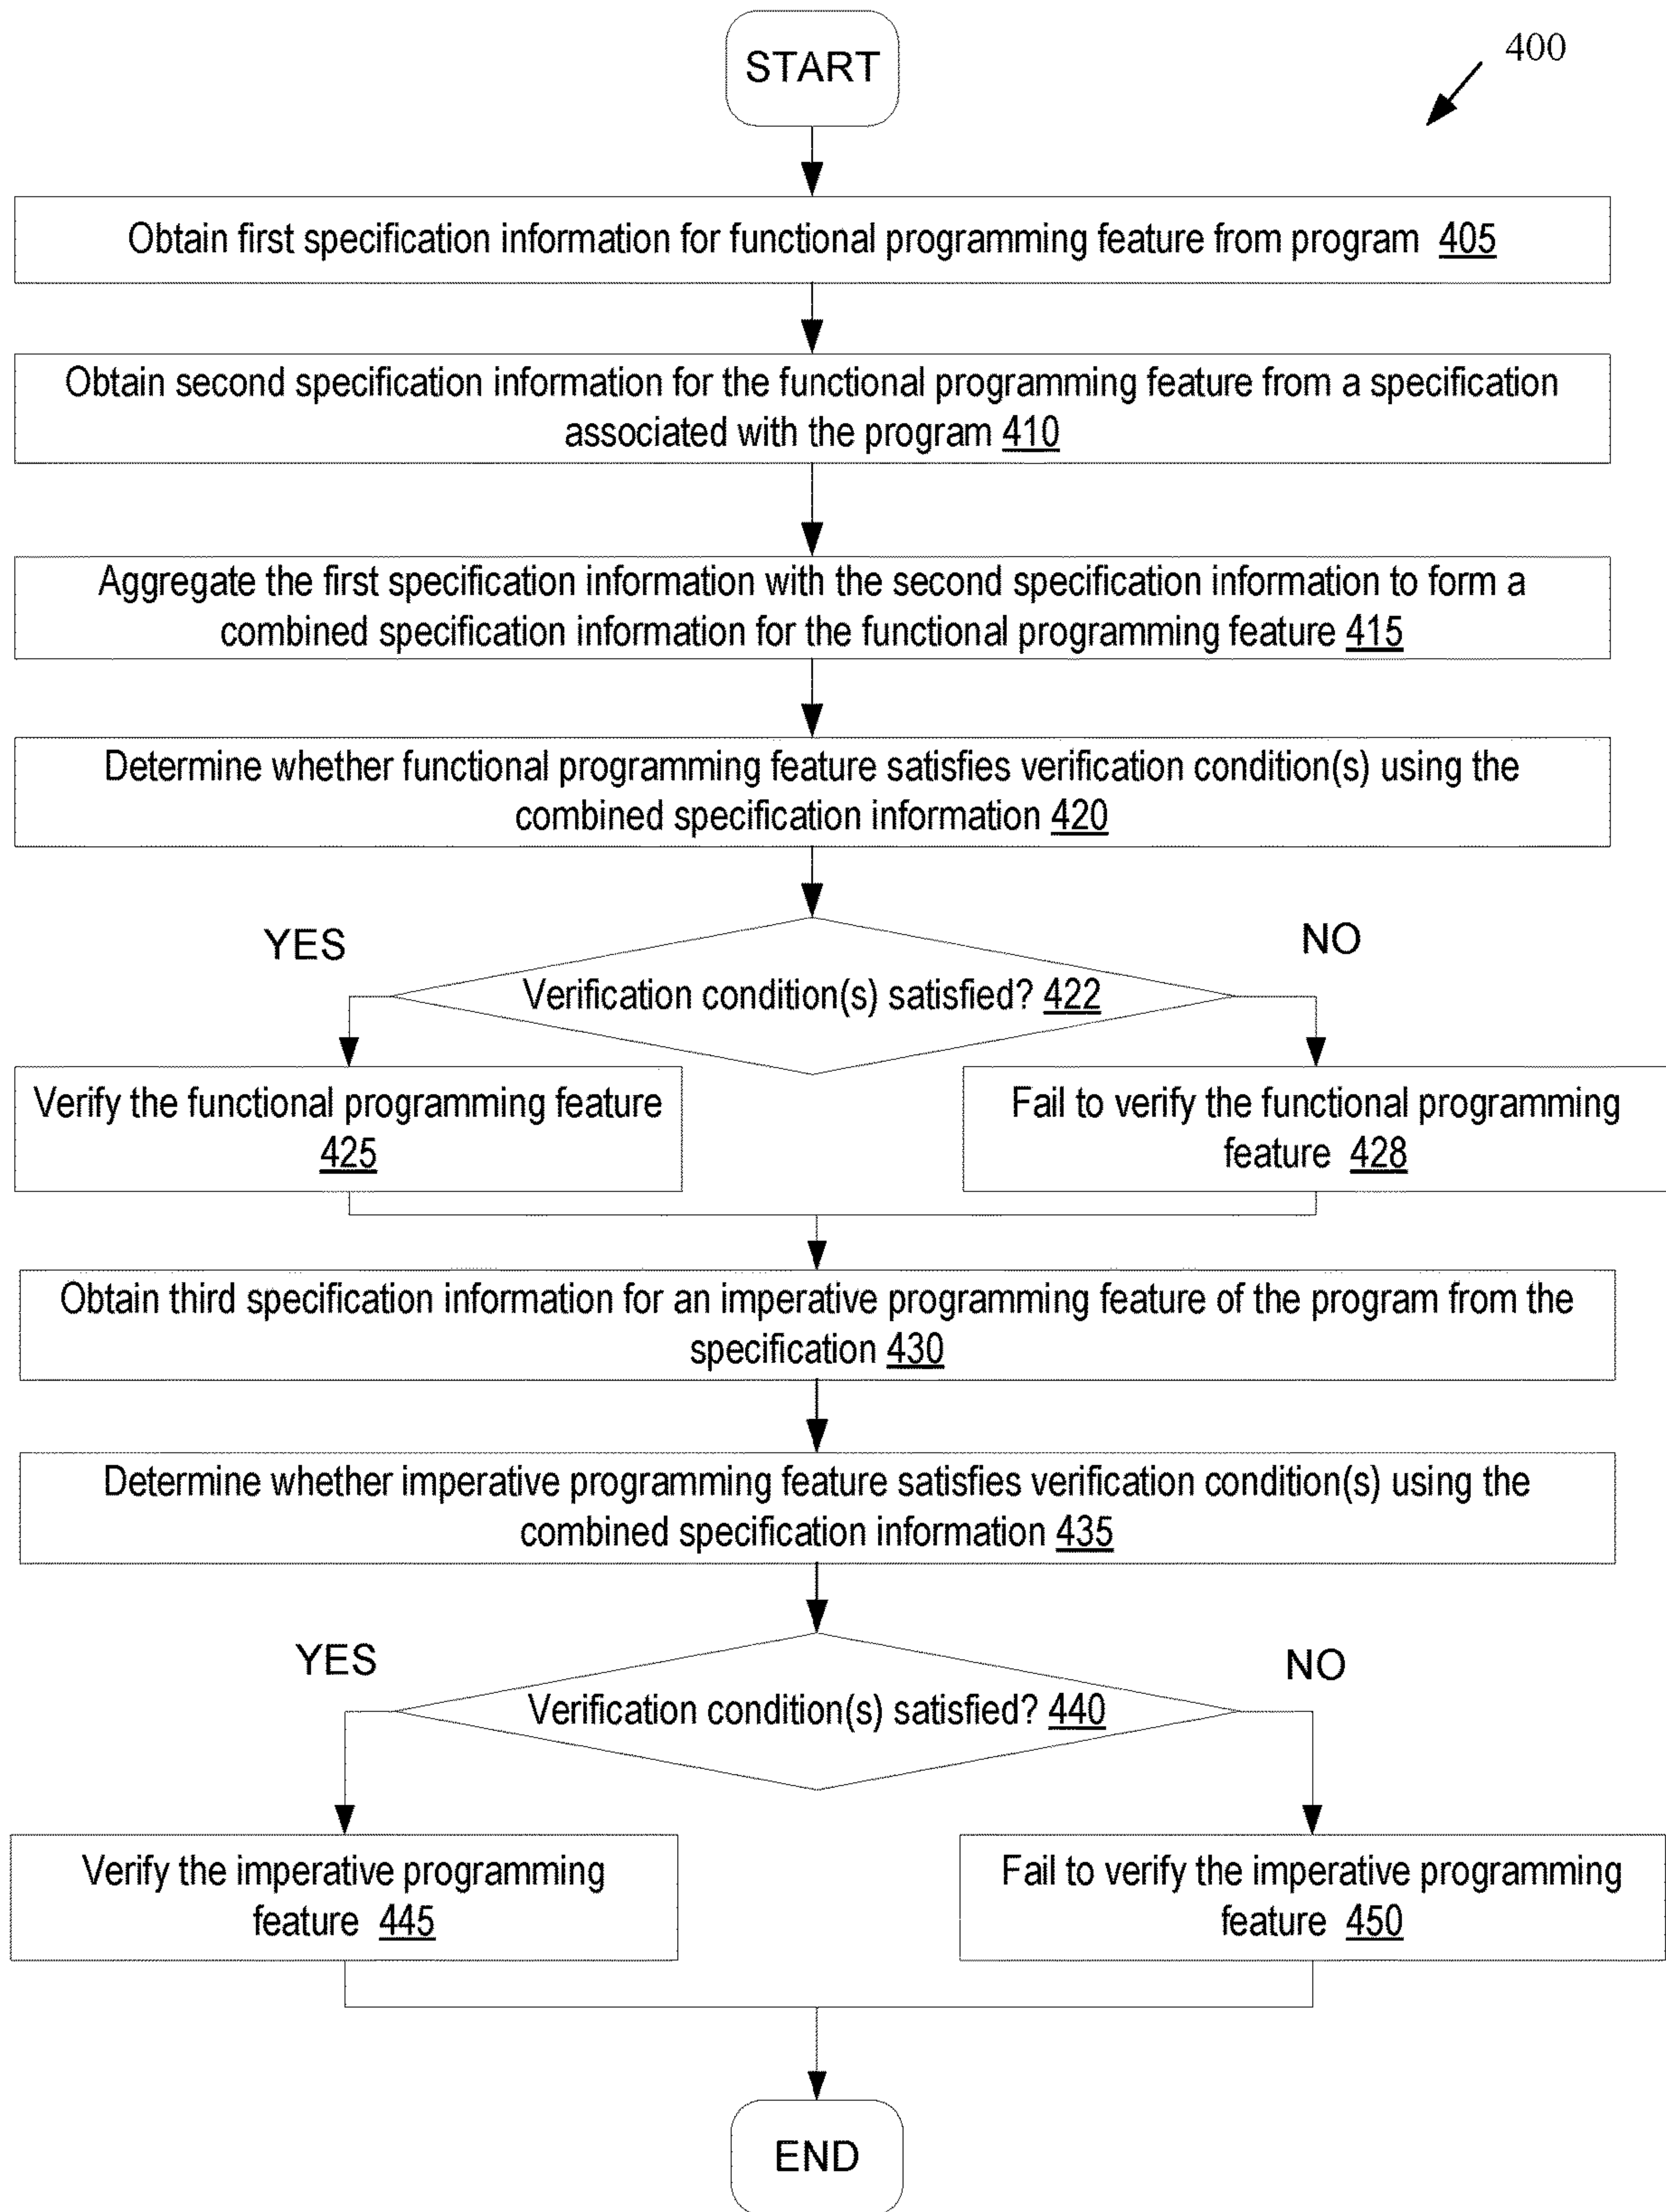 START
400
Obtain first specification information for functional programming feature from program 405
Obtain second specification information for the functional programming feature from a specification
associated with the program 410
Aggregate the first specification information with the second specification information to form a
combined specification information for the functional programming feature 415
Determine whether functional programming feature satisfies verification condition(s) using the
combined specification information 420
YES
NO
Verification condition(s) satisfied? 422
Verify the functional programming feature
425
Fail to verify the functional programming
feature 428
Obtain third specification information for an imperative programming feature of the program from the
specification 430
Determine whether imperative programming feature satisfies verification condition(s) using the
combined specification information 435
YES
NO
Verification condition(s) satisfied? 440
Verify the imperative programming
feature 445
Fail to verify the imperative programming
feature 450
END